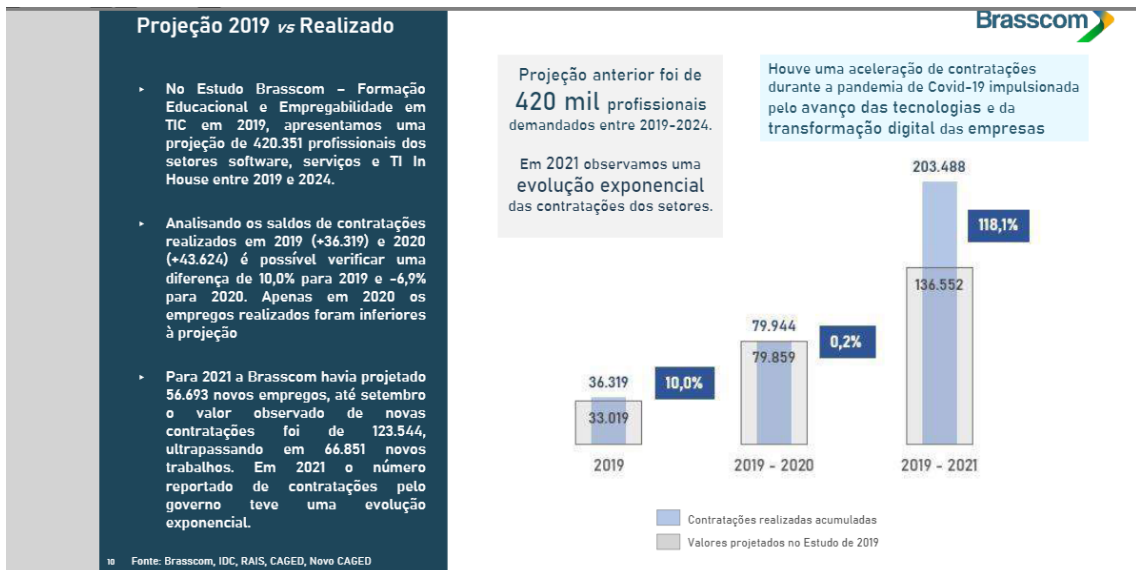 Projeção 2019 vs Realizado
Brasscom
▸ No Estudo Brasscom – Formação
Educacional e Empregabilidade em
TIC em 2019, apresentamos uma
projeção de 420.351 profissionais dos
setores software, serviços e TI In
House entre 2019 e 2024.
▸ Analisando os saldos de contratações
realizados em 2019 (+36.319) e 2020
(+43.624) é possível verificar uma
diferença de 10,0% para 2019 e -6,9%
para 2020. Apenas em 2020 os
empregos realizados foram inferiores
à projeção
▸ Para 2021 a Brasscom havia projetado
56.693 novos empregos, até setembro
o valor observado de novas
contratações foi de 123.544,
ultrapassando em 66.851 novos
trabalhos. Em 2021 o número
reportado de contratações pelo
governo teve uma evolução
exponencial.
10 Fonte: Brasscom, IDC, RAIS, CAGED, Novo CAGED
Projeção anterior foi de
420 mil profissionais
demandados entre 2019-2024.
Em 2021 observamos uma
evolução exponencial
das contratações dos setores.
Houve uma aceleração de contratações
durante a pandemia de Covid-19 impulsionada
pelo avanço das tecnologias e da
transformação digital das empresas
203.488
118,1%
136.552
79.944
0,2%
79.859
36.319
10,0%
33.019
2019
2019 - 2020
2019 - 2021
Contratações realizadas acumuladas
Valores projetados no Estudo de 2019